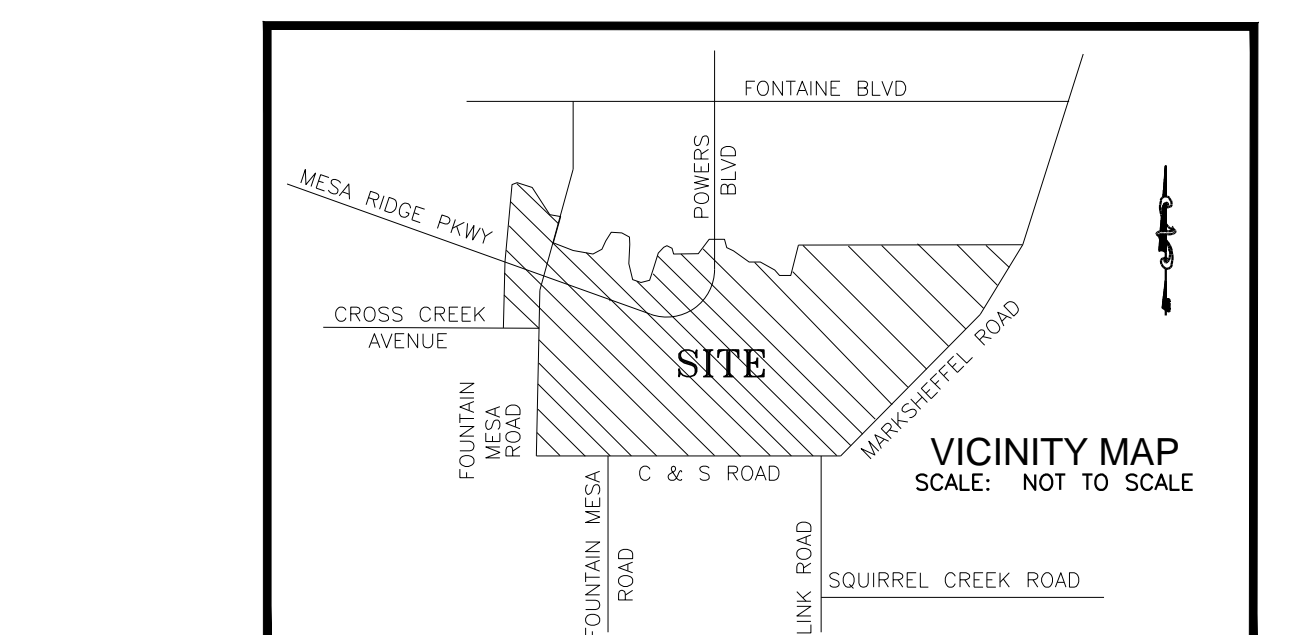 FONTAINE BLVD
POWERS
BLVD
MESA RIDGE PKWY
CROSS CREEK
AVENUE
SITE
MARKSHEFFEL ROAD
FOUNTAIN
MESA
ROAD
VICINITY MAP
SCALE: NOT TO SCALE
C & S ROAD
FOUNTAIN MESA
ROAD
LINK ROAD
SQUIRREL CREEK ROAD